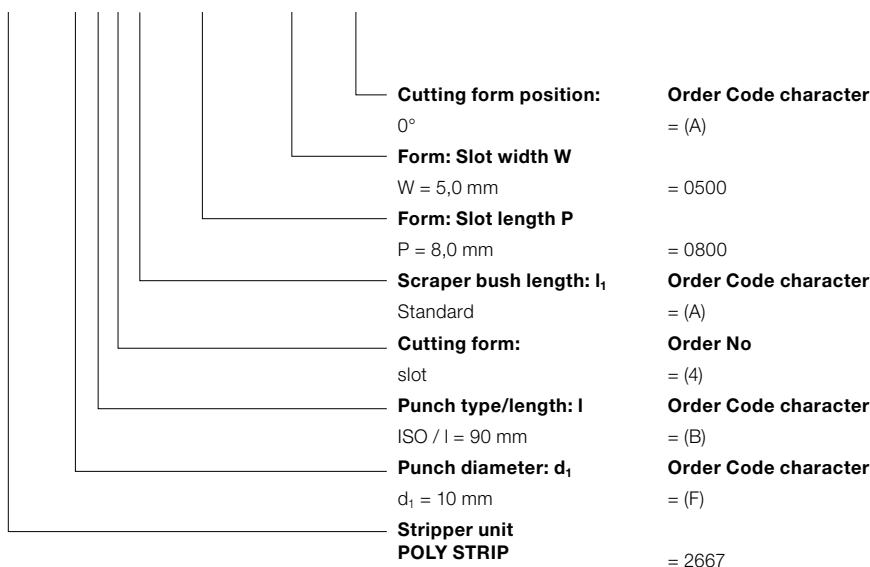 Cutting form position: Order Code character
0° = (A)
Form: Slot width W
W = 5,0 mm = 0500
Form: Slot length P
P = 8,0 mm = 0800
Scraper bush length: l₁ Order Code character
Standard = (A)
Cutting form: Order No
slot = (4)
Punch type/length: l Order Code character
ISO / l = 90 mm = (B)
Punch diameter: d₁ Order Code character
d₁ = 10 mm = (F)
Stripper unit
POLY STRIP = 2667